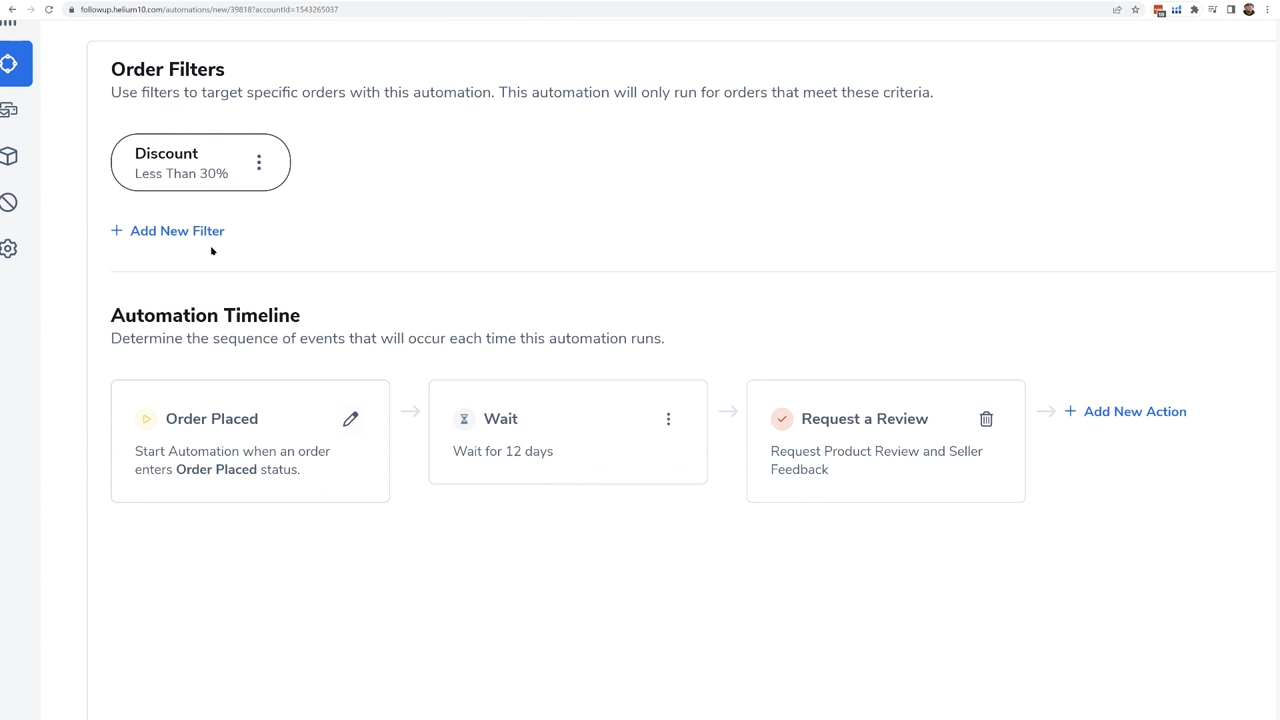 followup.helium10.com/automations/new/39818?accountId=1543265037
Order Filters
Use filters to target specific orders with this automation. This automation will only run for orders that meet these criteria.
Discount
Less Than 30%
+ Add New Filter
Automation Timeline
Determine the sequence of events that will occur each time this automation runs.
Order Placed
Start Automation when an order
enters Order Placed status.
Wait
Wait for 12 days
Request a Review
Request Product Review and Seller
Feedback
+ Add New Action